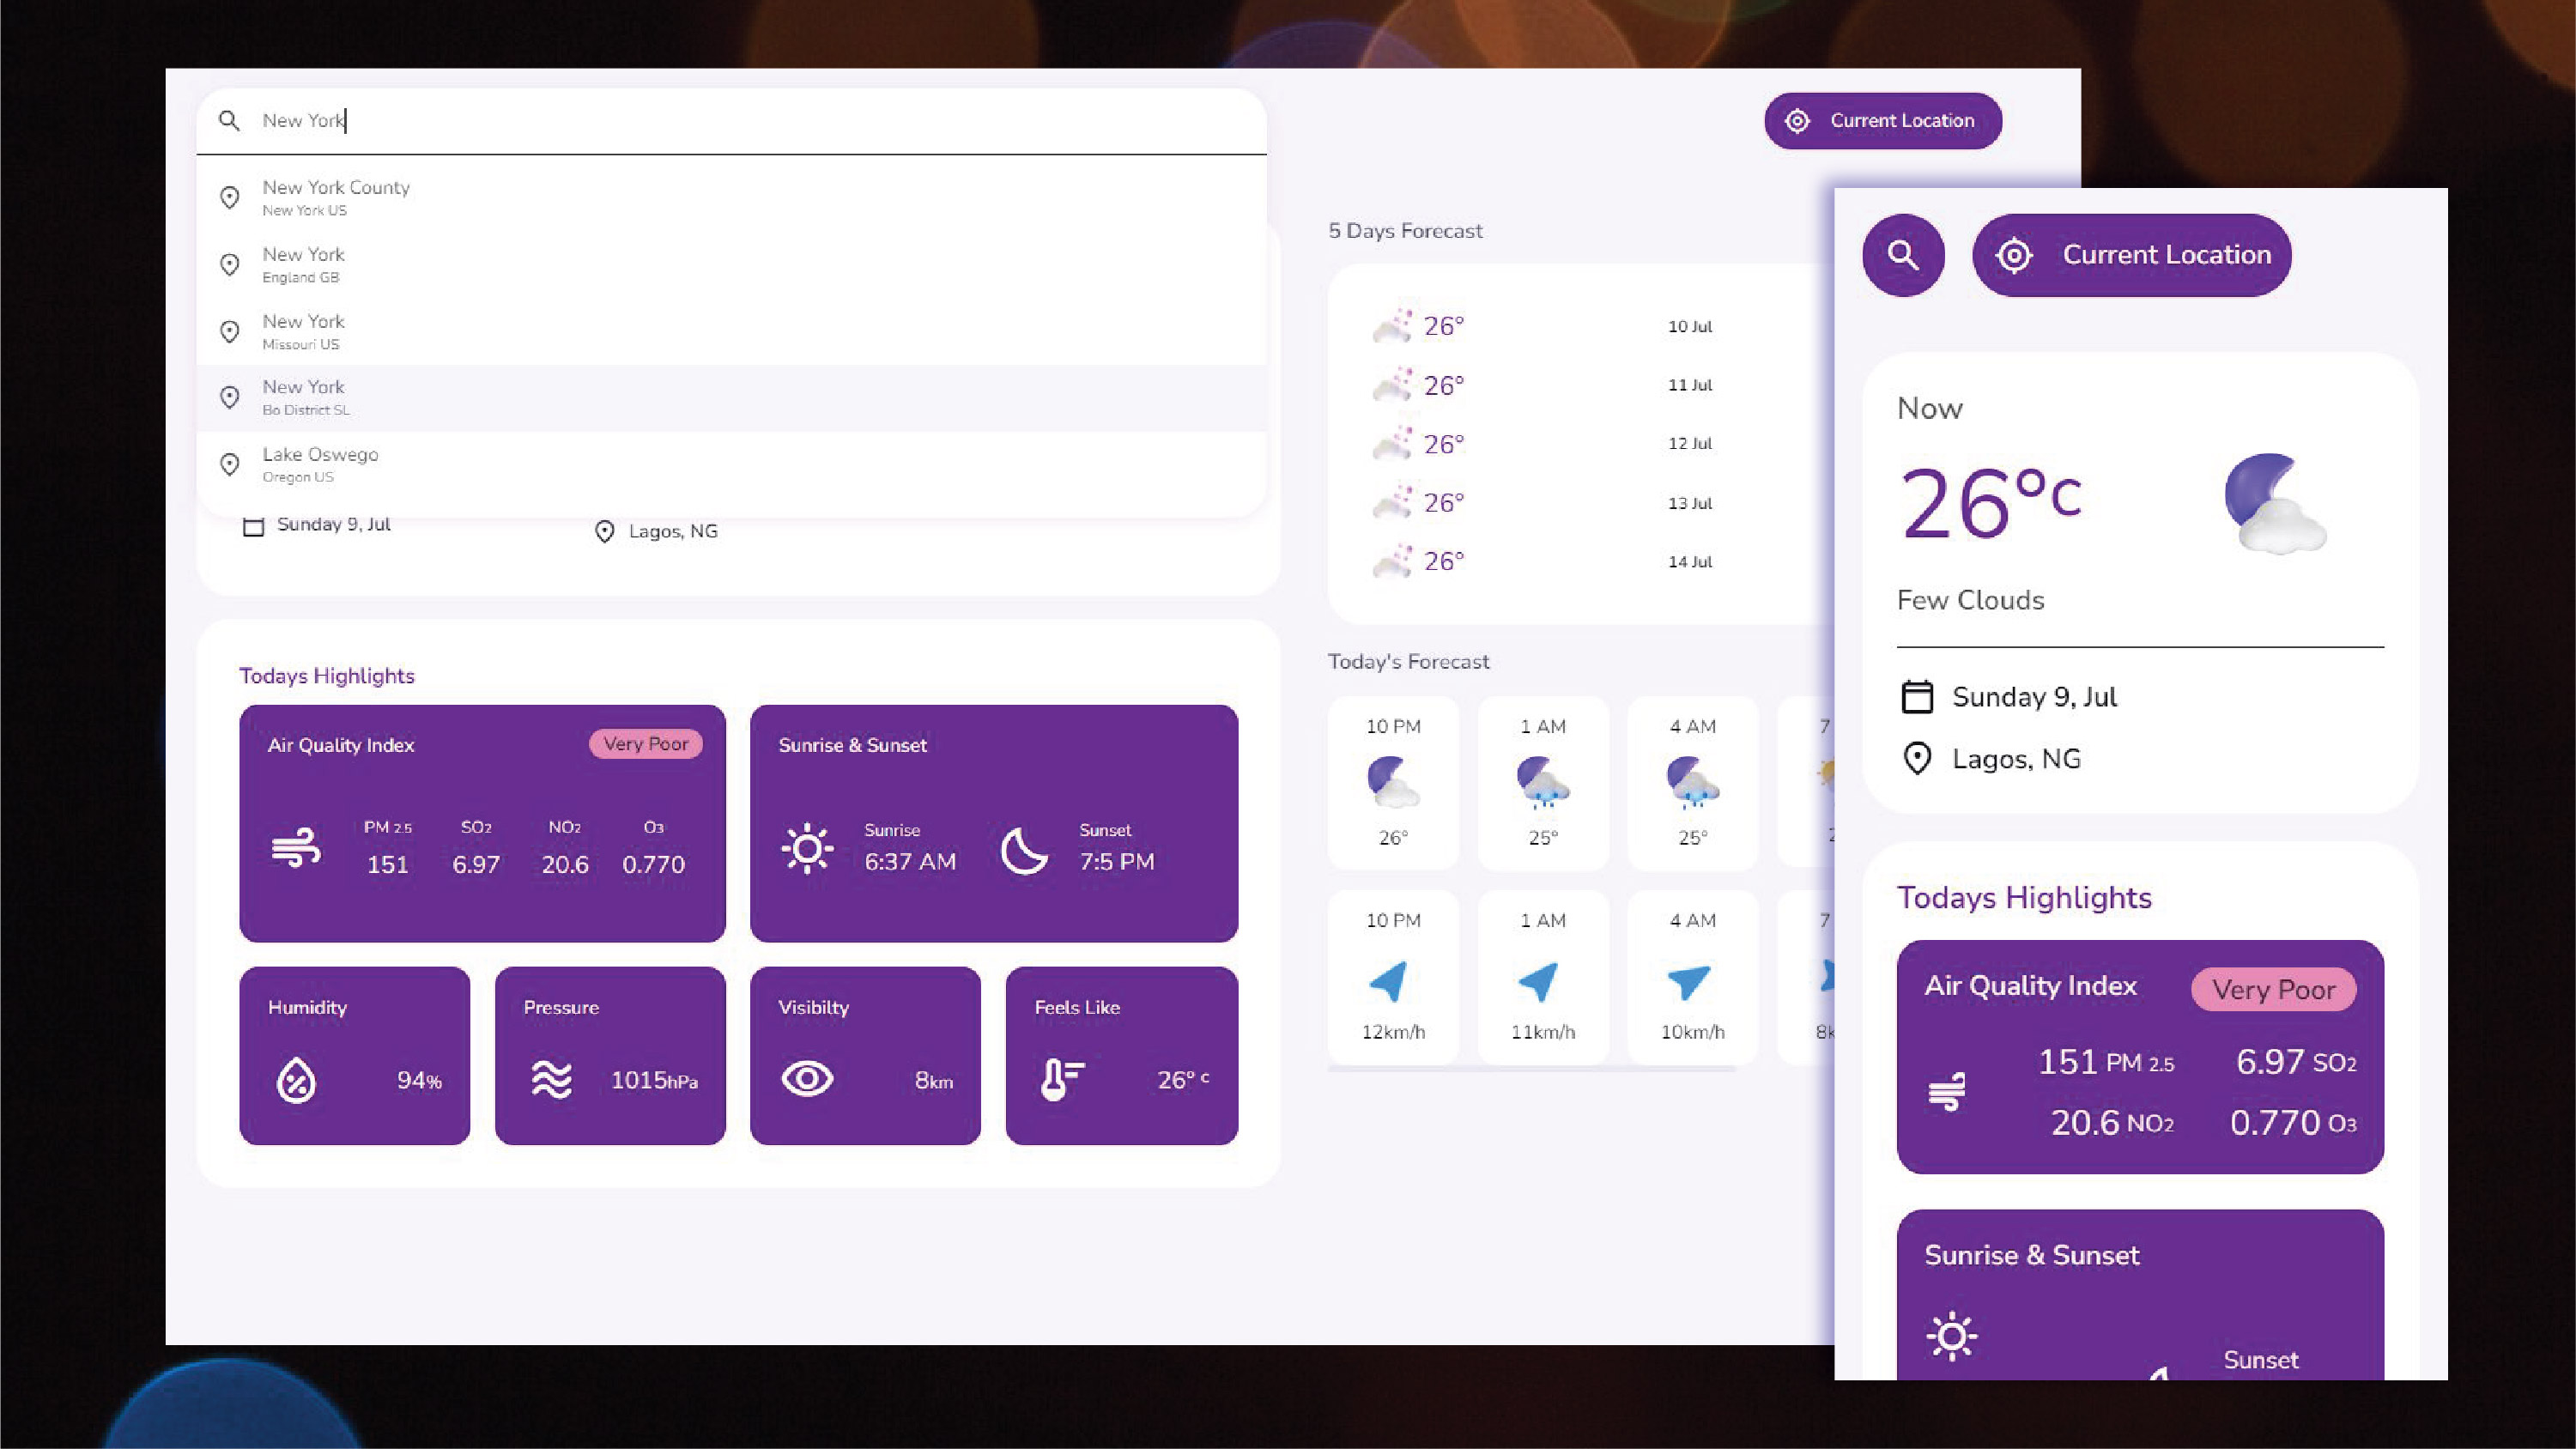 New York
Current Location
New York County
New York US
New York
England GB
New York
Missouri US
New York
Bo District SL
Lake Oswego
Oregon US
Sunday 9, Jul
Lagos, NG
Todays Highlights
Air Quality Index
Very Poor
PM 2.5 SO2 NO2 O3
151 6.97 20.6 0.770
Sunrise & Sunset
Sunrise
6:37 AM
Sunset
7:5 PM
Humidity
94%
Pressure
1015hPa
Visibilty
8km
Feels Like
26° c
5 Days Forecast
26° 10 Jul
26° 11 Jul
26° 12 Jul
26° 13 Jul
26° 14 Jul
Today's Forecast
10 PM 1 AM 4 AM 7
26° 25° 25° 2
10 PM 1 AM 4 AM 7
12km/h 11km/h 10km/h 8k
Current Location
Now
26°c
Few Clouds
Sunday 9, Jul
Lagos, NG
Todays Highlights
Air Quality Index
Very Poor
151 PM 2.5 6.97 SO2
20.6 NO2 0.770 O3
Sunrise & Sunset
Sunset